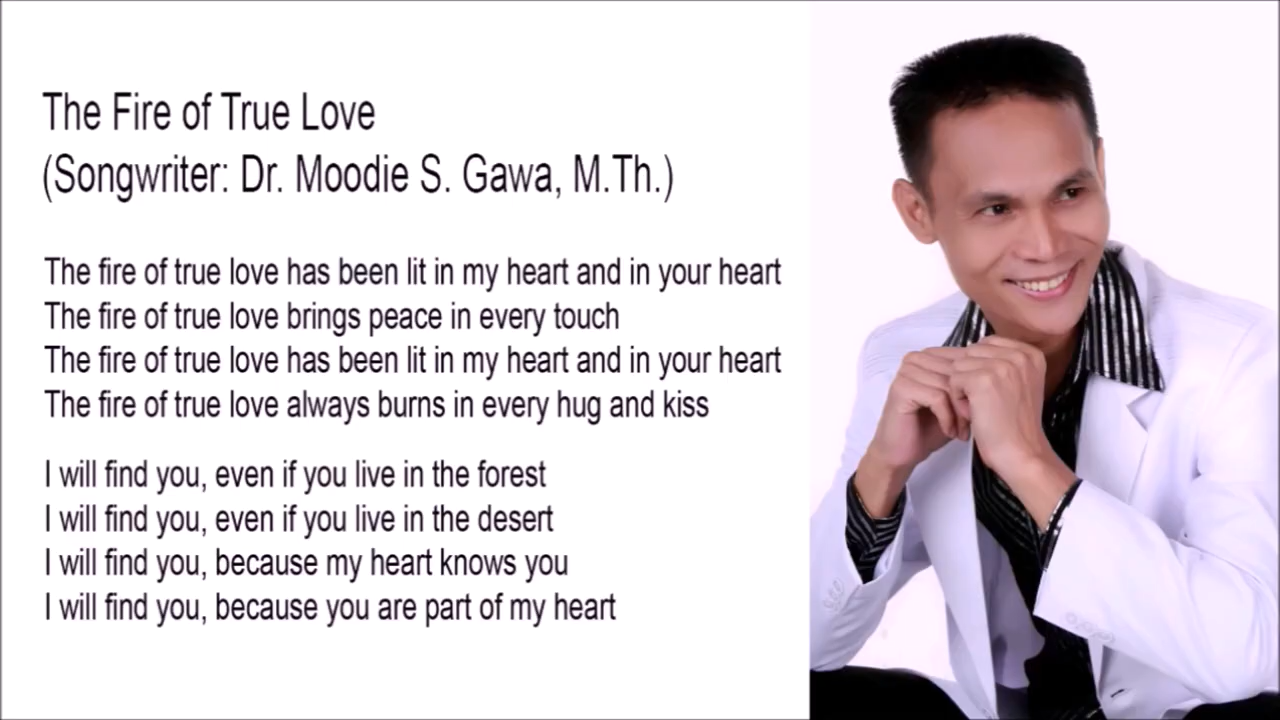 The Fire of True Love
(Songwriter: Dr. Moodie S. Gawa, M.Th.)
The fire of true love has been lit in my heart and in your heart
The fire of true love brings peace in every touch
The fire of true love has been lit in my heart and in your heart
The fire of true love always burns in every hug and kiss
I will find you, even if you live in the forest
I will find you, even if you live in the desert
I will find you, because my heart knows you
I will find you, because you are part of my heart